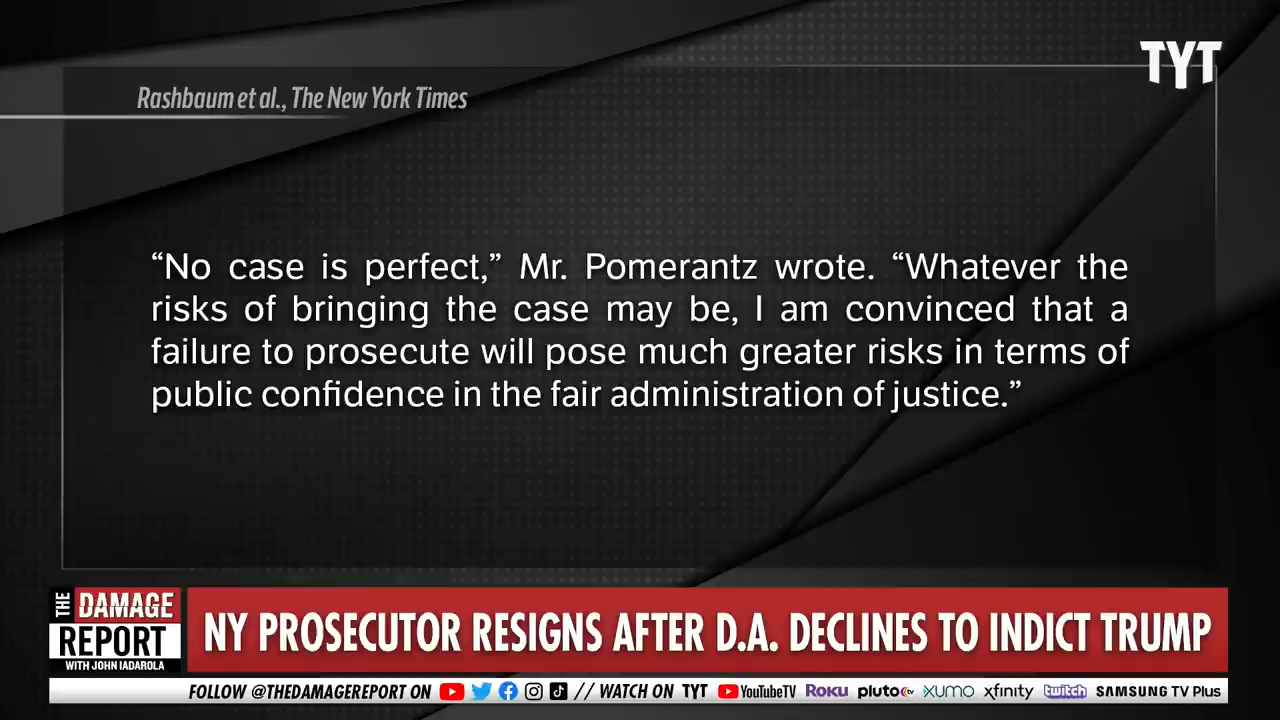 TYT
Rashbaum et al., The New York Times
“No case is perfect,” Mr. Pomerantz wrote. “Whatever the
risks of bringing the case may be, I am convinced that a
failure to prosecute will pose much greater risks in terms of
public confidence in the fair administration of justice.”
THE DAMAGE
REPORT
WITH JOHN IADAROLA
NY PROSECUTOR RESIGNS AFTER D.A. DECLINES TO INDICT TRUMP
FOLLOW @THEDAMAGEREPORT ON // WATCH ON TYT YouTubeTV Roku pluto tv xumo xfinity twitch SAMSUNG TV Plus